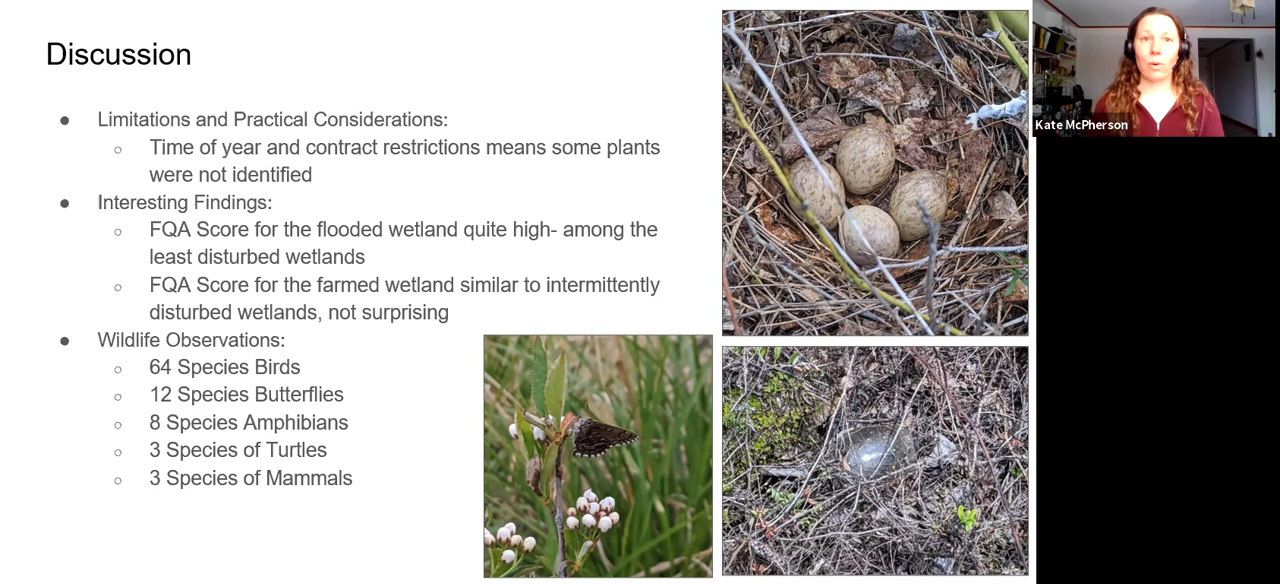 Discussion
Limitations and Practical Considerations:
Time of year and contract restrictions means some plants
were not identified
Interesting Findings:
FQA Score for the flooded wetland quite high- among the
least disturbed wetlands
FQA Score for the farmed wetland similar to intermittently
disturbed wetlands, not surprising
Wildlife Observations:
64 Species Birds
12 Species Butterflies
8 Species Amphibians
3 Species of Turtles
3 Species of Mammals
Kate McPherson